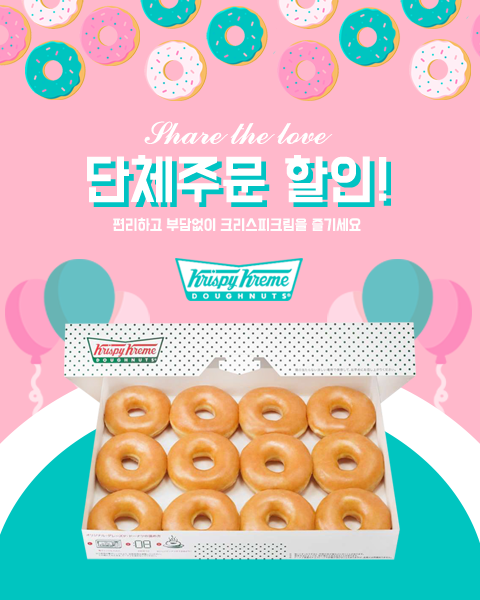 Share the love
단체주문 할인!
편리하고 부담없이 크리스피크림을 즐기세요
Krispy Kreme
DOUGHNUTS
Krispy Kreme
DOUGHNUTS